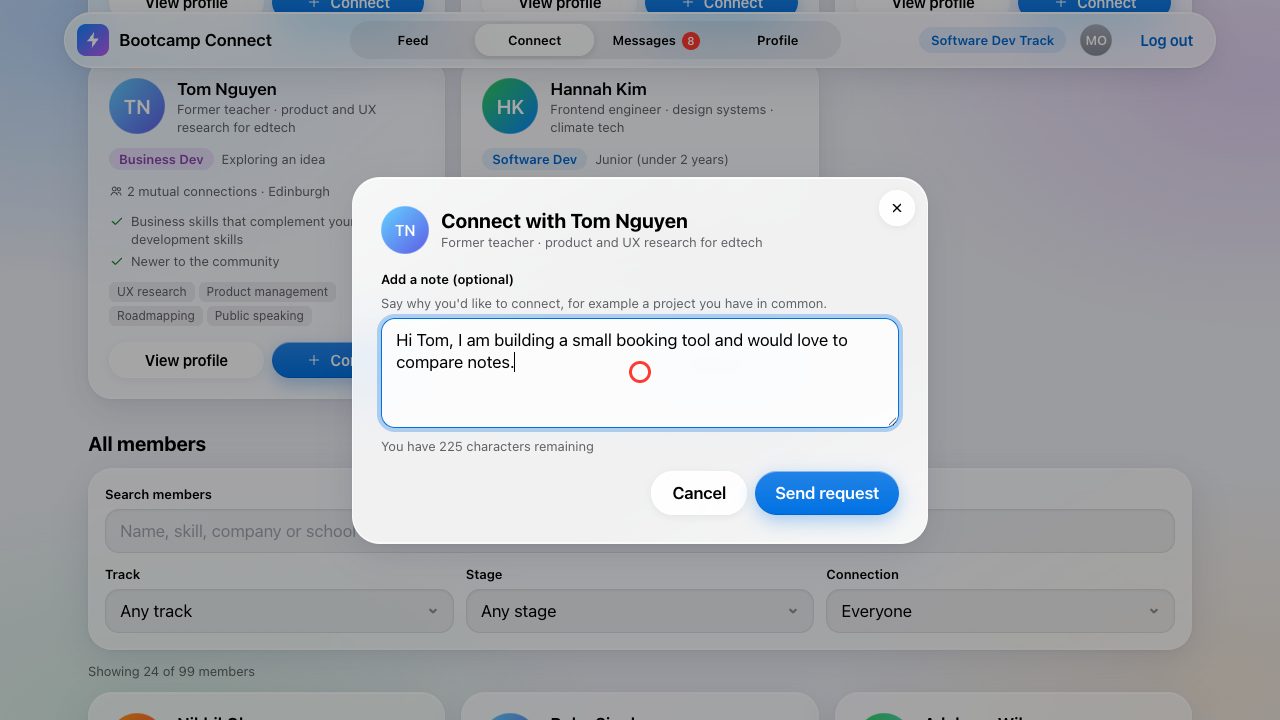 View profile
Connect
View profile
Connect
View profile
Connect
Bootcamp Connect
Feed
Connect
Messages 8
Profile
Software Dev Track
MO
Log out
TN
Tom Nguyen
Former teacher · product and UX
research for edtech
Business Dev
Exploring an idea
2 mutual connections · Edinburgh
Business skills that complement your
development skills
Newer to the community
UX research
Product management
Roadmapping
Public speaking
View profile
HK
Hannah Kim
Frontend engineer · design systems ·
climate tech
Software Dev
Junior (under 2 years)
TN
Connect with Tom Nguyen
Former teacher · product and UX research for edtech
Add a note (optional)
Say why you'd like to connect, for example a project you have in common.
Hi Tom, I am building a small booking tool and would love to
compare notes.
You have 225 characters remaining
Cancel
Send request
All members
Search members
Name, skill, company or school
Track
Any track
Stage
Any stage
Connection
Everyone
Showing 24 of 99 members